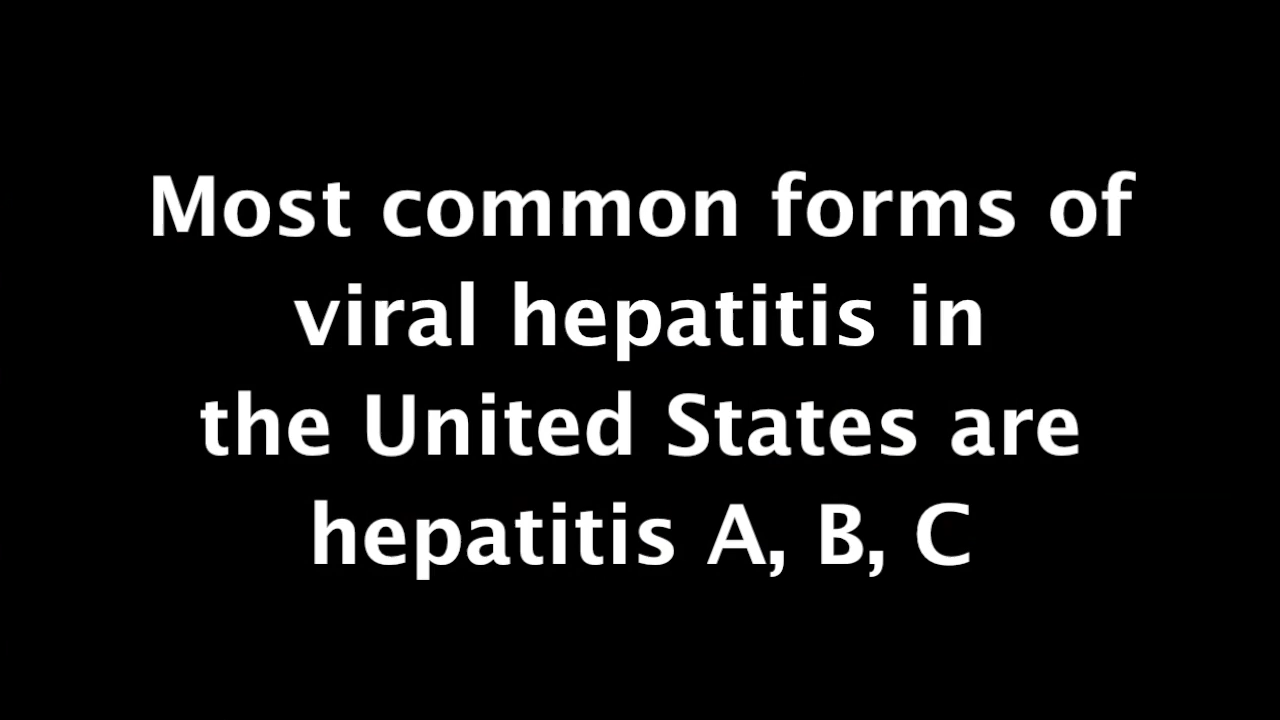 Most common forms of
viral hepatitis in
the United States are
hepatitis A, B, C